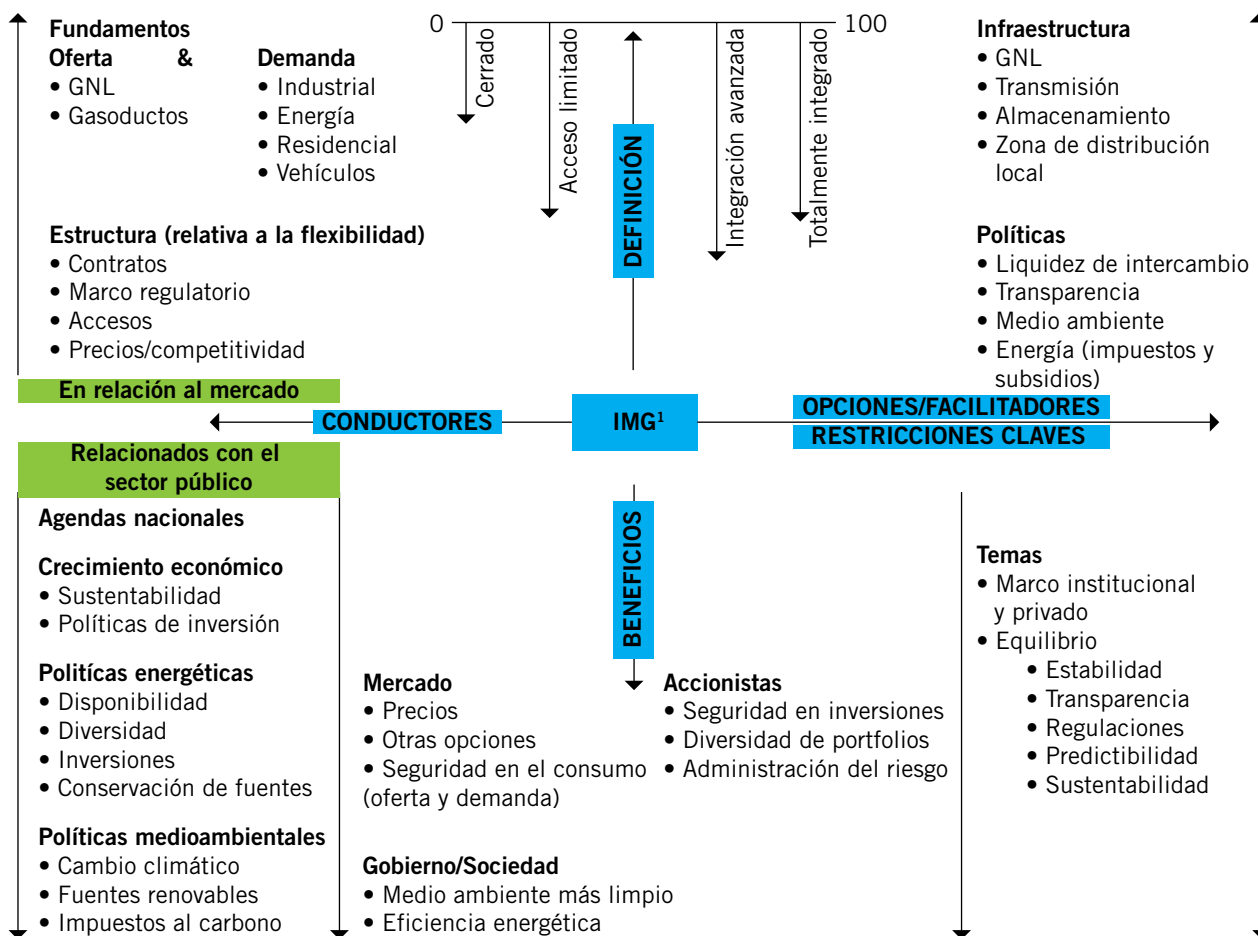 Fundamentos
Oferta & Demanda
• GNL
• Gasoductos
• Industrial
• Energía
• Residencial
• Vehículos
Estructura (relativa a la flexibilidad)
• Contratos
• Marco regulatorio
• Accesos
• Precios/competitividad
En relación al mercado
0
100
Cerrado
Acceso limitado
DEFINICIÓN
Integración avanzada
Totalmente integrado
Infraestructura
• GNL
• Transmisión
• Almacenamiento
• Zona de distribución
local
Políticas
• Liquidez de intercambio
• Transparencia
• Medio ambiente
• Energía (impuestos y
subsidios)
CONDUCTORES
IMG¹
OPCIONES/FACILITADORES
RESTRICCIONES CLAVES
Relacionados con el
sector público
Agendas nacionales
Crecimiento económico
• Sustentabilidad
• Políticas de inversión
Politícas energéticas
• Disponibilidad
• Diversidad
• Inversiones
• Conservación de fuentes
Políticas medioambientales
• Cambio climático
• Fuentes renovables
• Impuestos al carbono
BENEFICIOS
Mercado
• Precios
• Otras opciones
• Seguridad en el consumo
(oferta y demanda)
Gobierno/Sociedad
• Medio ambiente más limpio
• Eficiencia energética
Accionistas
• Seguridad en inversiones
• Diversidad de portfolios
• Administración del riesgo
Temas
• Marco institucional
y privado
• Equilibrio
• Estabilidad
• Transparencia
• Regulaciones
• Predictibilidad
• Sustentabilidad